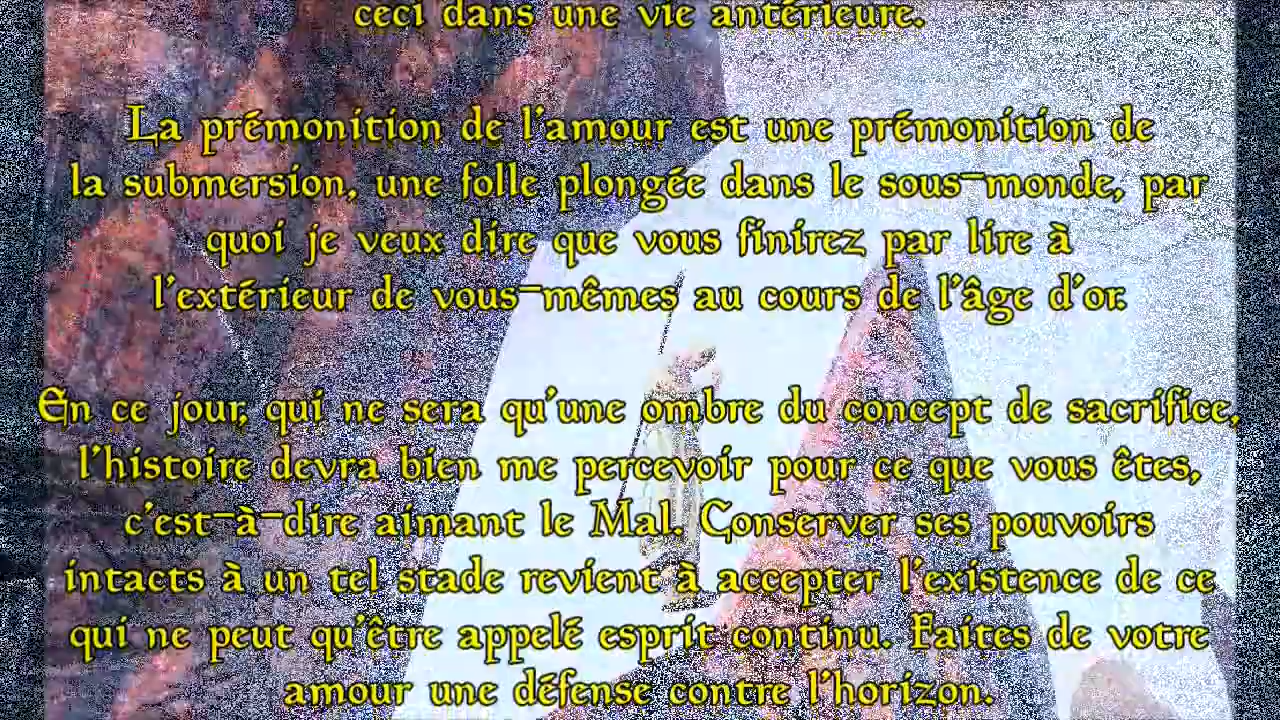 ceci dans une vie antérieure.
La prémonition de l'amour est une prémonition de
la submersion, une folle plongée dans le sous-monde, par
quoi je veux dire que vous finirez par lire à
l'extérieur de vous-mêmes au cours de l'âge d'or.
En ce jour, qui ne sera qu'une ombre du concept de sacrifice,
l'histoire devra bien me percevoir pour ce que vous êtes,
c'est-à-dire aimant le Mal. Conserver ses pouvoirs
intacts à un tel stade revient à accepter l'existence de ce
qui ne peut qu'être appelé esprit continu. Faites de votre
amour une défense contre l'horizon.